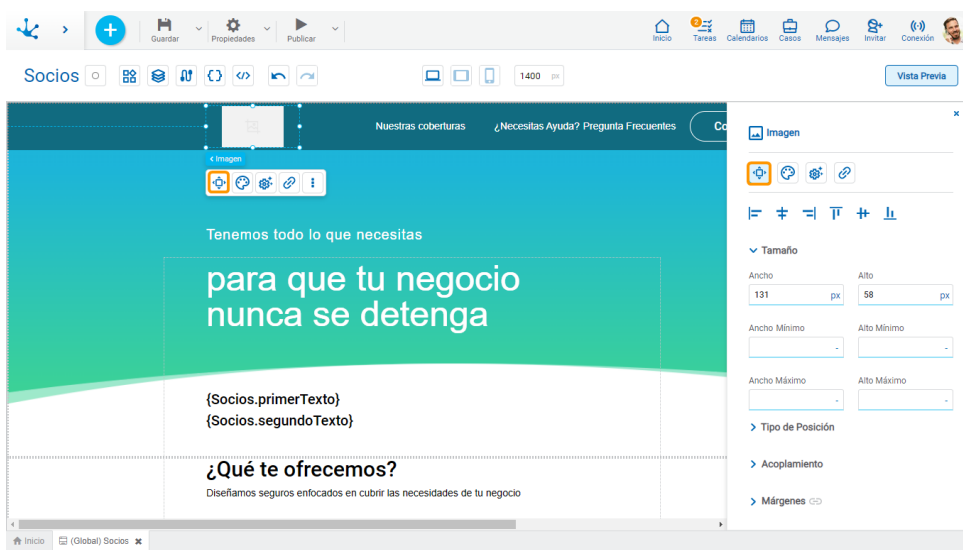 Guardar
Propiedades
Publicar
Inicio
2
Tareas
Calendarios
Casos
Mensajes
Invitar
Conexión
Socios
1400 px
Vista Previa
Nuestras coberturas
¿Necesitas Ayuda? Pregunta Frecuentes
Co
Imagen
Tenemos todo lo que necesitas
para que tu negocio
nunca se detenga
{Socios.primerTexto}
{Socios.segundoTexto}
¿Qué te ofrecemos?
Diseñamos seguros enfocados en cubrir las necesidades de tu negocio
Imagen
Tamaño
Ancho
Alto
131 px
58 px
Ancho Mínimo
Alto Mínimo
-
-
Ancho Máximo
Alto Máximo
-
-
Tipo de Posición
Acoplamiento
Márgenes
Inicio
(Global) Socios